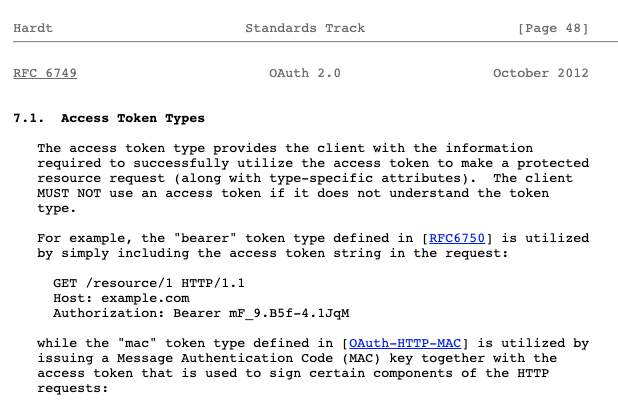 Hardt Standards Track [Page 48]
RFC 6749 OAuth 2.0 October 2012
7.1. Access Token Types
The access token type provides the client with the information
required to successfully utilize the access token to make a protected
resource request (along with type-specific attributes). The client
MUST NOT use an access token if it does not understand the token
type.
For example, the "bearer" token type defined in [RFC6750] is utilized
by simply including the access token string in the request:
GET /resource/1 HTTP/1.1
Host: example.com
Authorization: Bearer mF_9.B5f-4.1JqM
while the "mac" token type defined in [OAuth-HTTP-MAC] is utilized by
issuing a Message Authentication Code (MAC) key together with the
access token that is used to sign certain components of the HTTP
requests: